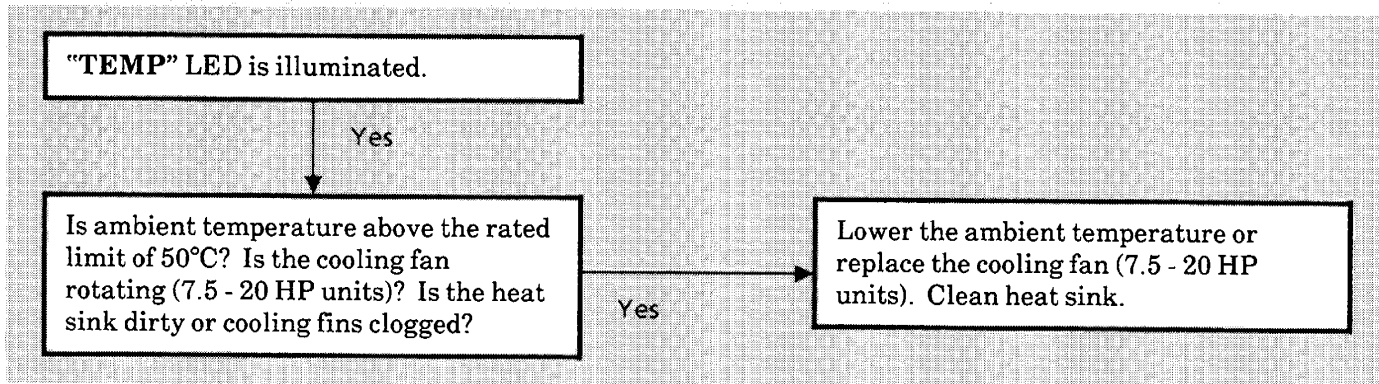 "TEMP" LED is illuminated.
Yes
Is ambient temperature above the rated
limit of 50°C? Is the cooling fan
rotating (7.5 - 20 HP units)? Is the heat
sink dirty or cooling fins clogged?
Yes
Lower the ambient temperature or
replace the cooling fan (7.5 - 20 HP
units). Clean heat sink.